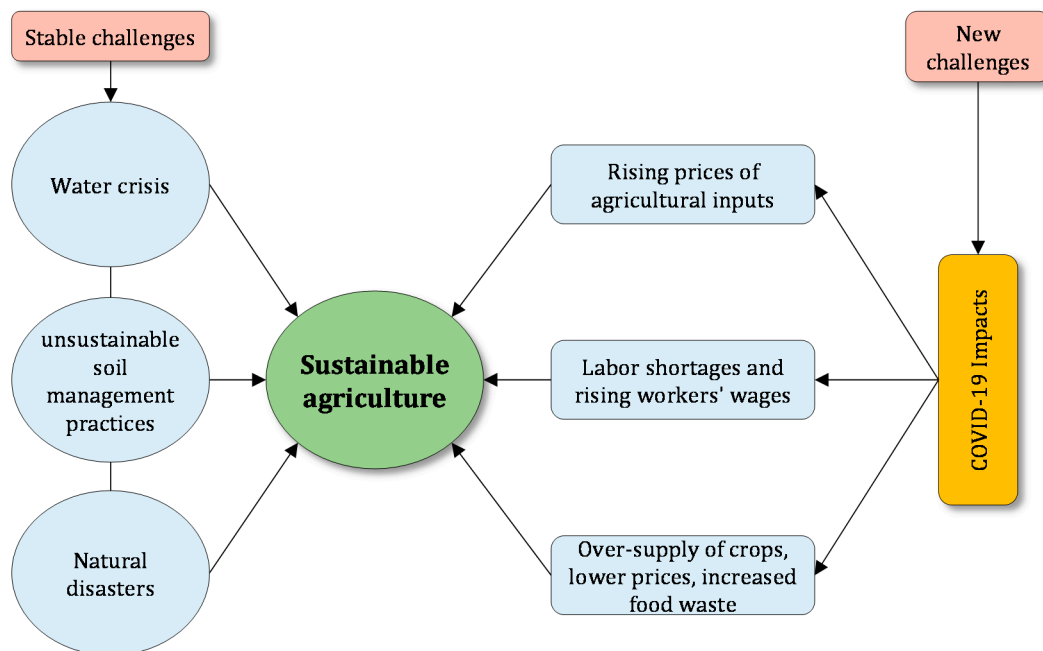 Stable challenges
New
challenges
Water crisis
Rising prices of
agricultural inputs
unsustainable
soil
management
practices
Sustainable
agriculture
Labor shortages and
rising workers' wages
COVID-19 Impacts
Natural
disasters
Over-supply of crops,
lower prices, increased
food waste